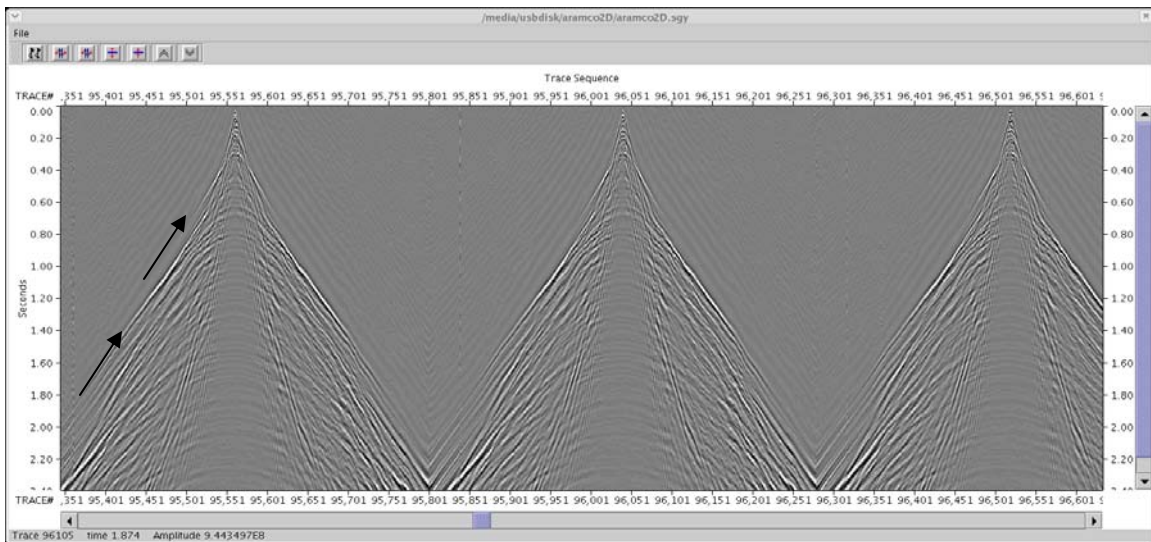 /media/usbdisk/aramco2D/aramco2D.sgy
File
Trace Sequence
TRACE# ,351 95,401 95,451 95,501 95,551 95,601 95,651 95,701 95,751 95,801 95,851 95,901 95,951 96,001 96,051 96,101 96,151 96,201 96,251 96,301 96,351 96,401 96,451 96,501 96,551 96,601
0.00 0.00
0.20 0.20
0.40 0.40
0.60 0.60
0.80 0.80
1.00 1.00
Seconds
1.20 1.20
1.40 1.40
1.60 1.60
1.80 1.80
2.00 2.00
2.20 2.20
TRACE# ,351 95,401 95,451 95,501 95,551 95,601 95,651 95,701 95,751 95,801 95,851 95,901 95,951 96,001 96,051 96,101 96,151 96,201 96,251 96,301 96,351 96,401 96,451 96,501 96,551 96,601
Trace 96105 time 1.874 Amplitude 9.443497E8